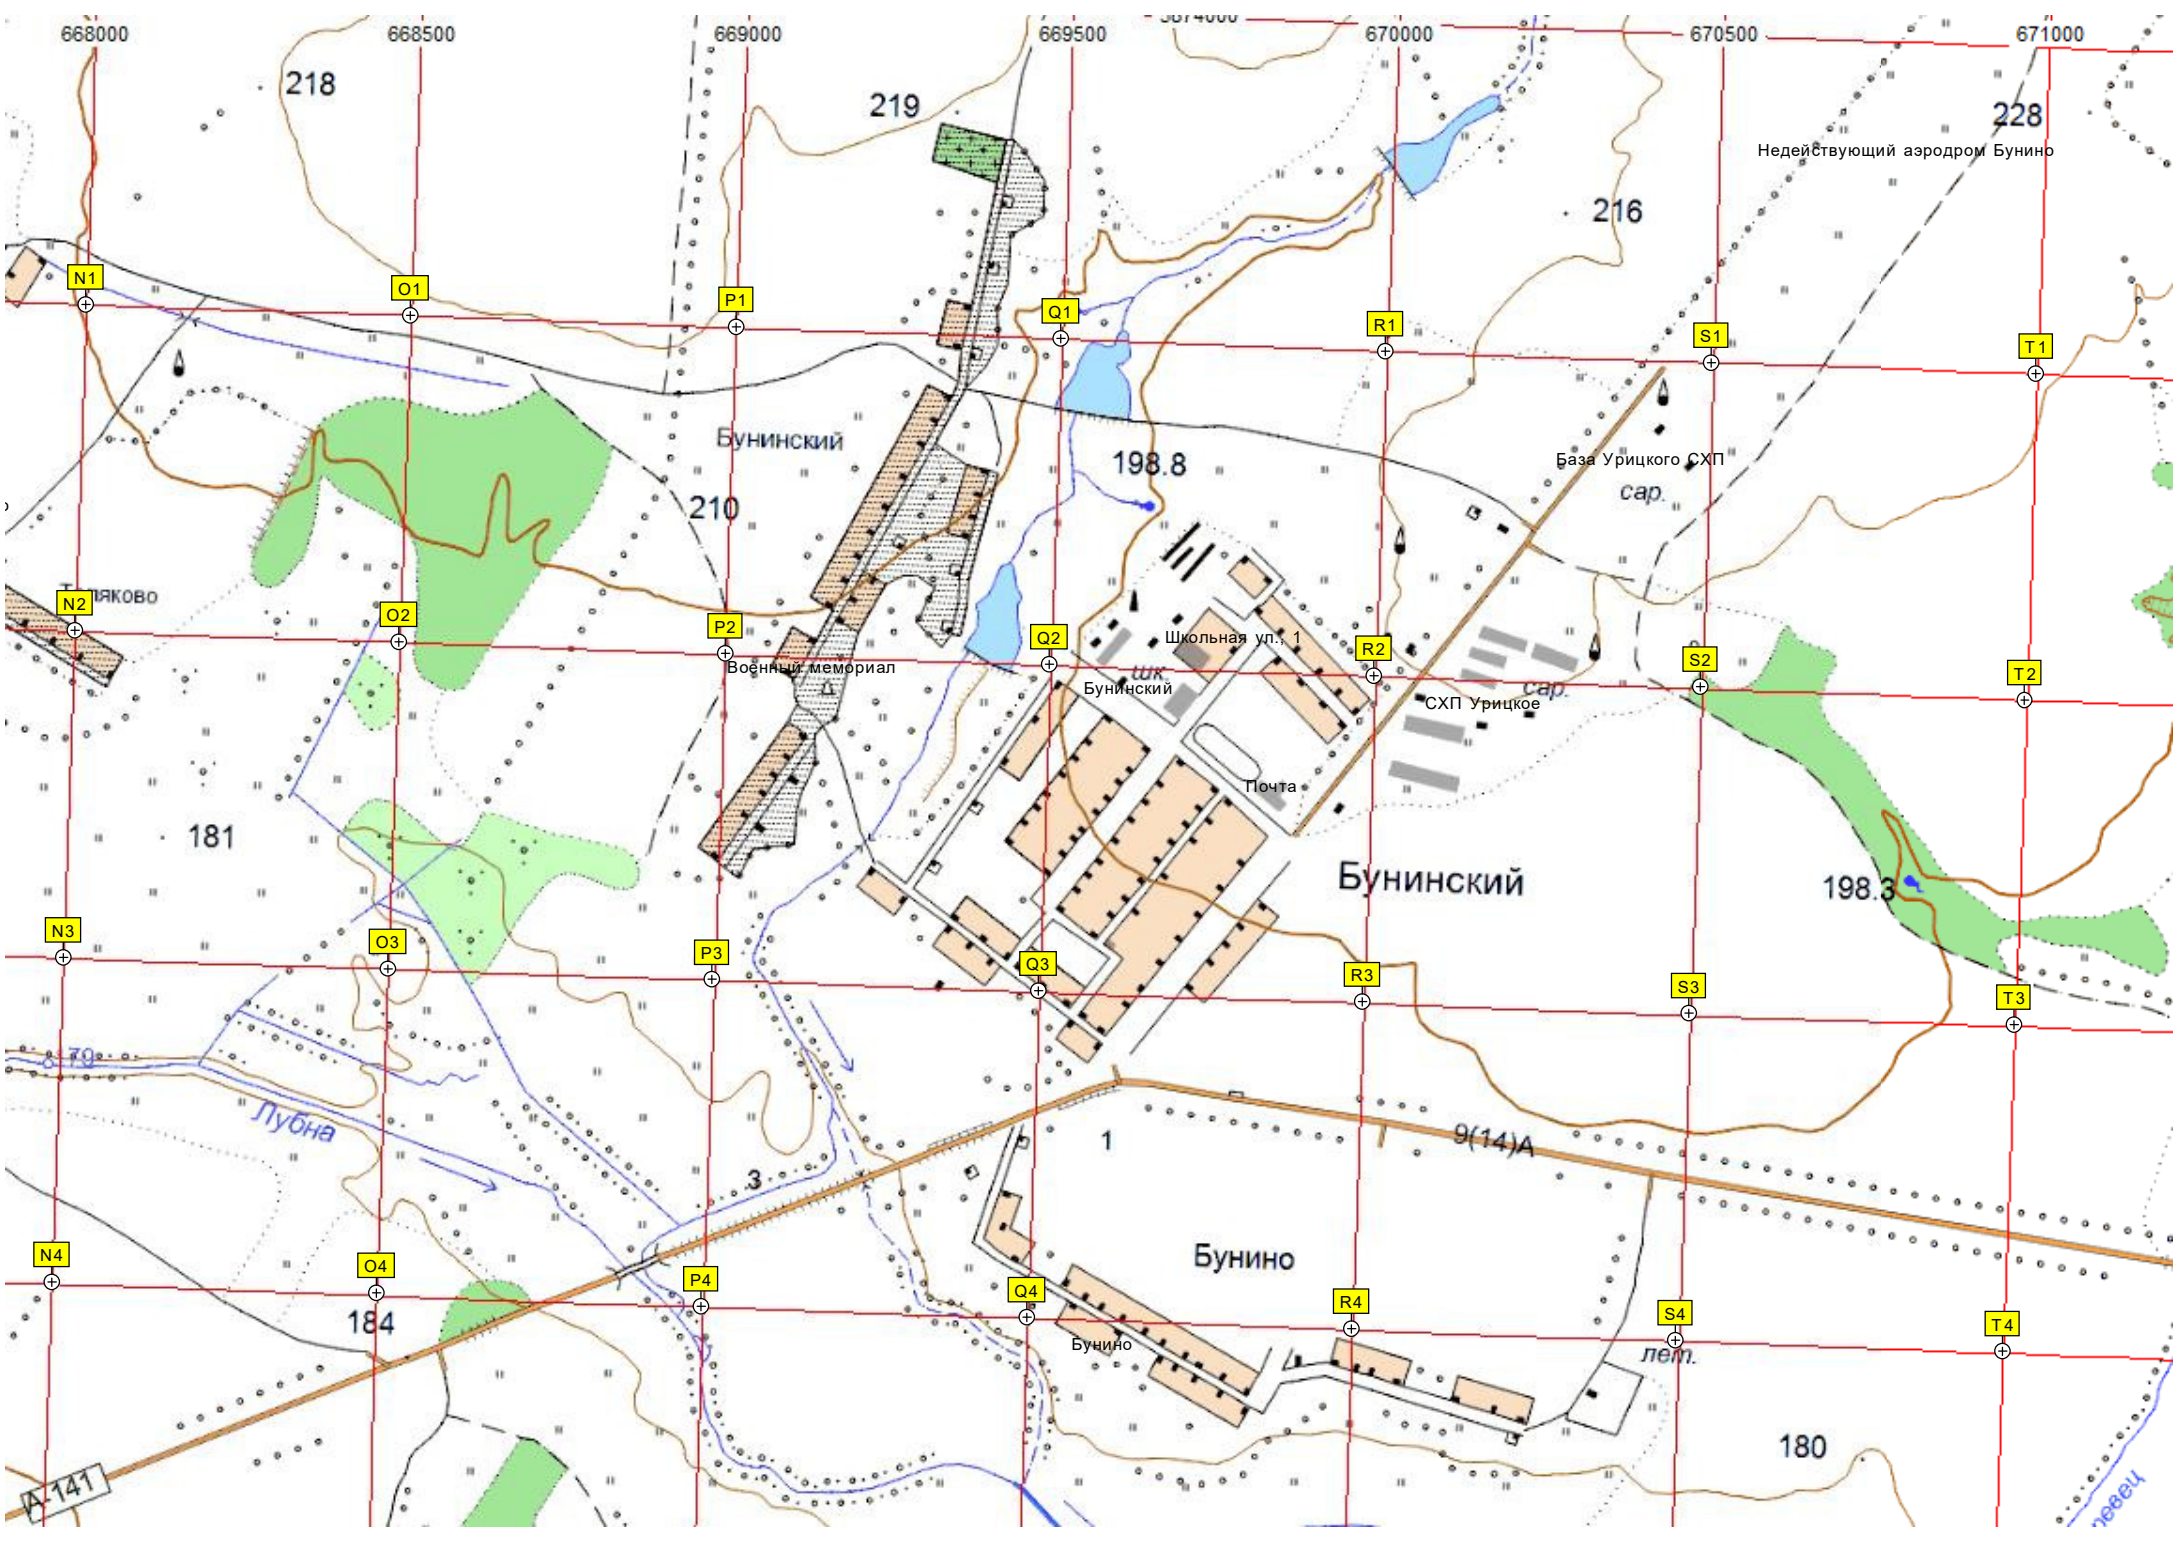 5874000
668000 668500 669000 669500 670000 670500 671000
218
219
228
Недействующий аэродром Бунино
216
N1 O1 P1 Q1 R1 S1 T1
Бунинский
198.8
База Урицкого СХП
сар.
210
N2 O2 P2 Q2 R2 S2 T2
Школьная ул., 1
Военный мемориал
шк.
Бунинский
сар.
СХП Урицкое
Почта
181
Бунинский
198.3
N3 O3 P3 Q3 R3 S3 T3
179
Лубна
1
9(14)А
3
N4 O4 P4 Q4 R4 S4 T4
Бунино
184
Бунино
лет.
180
А-141